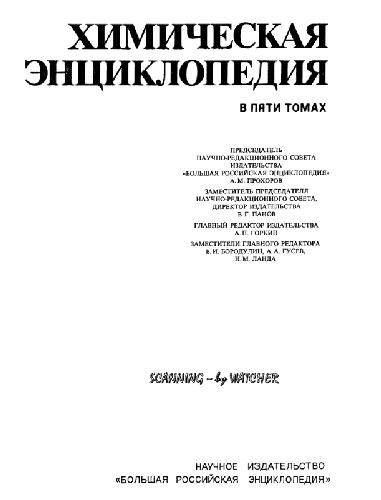 ХИМИЧЕСКАЯ
ЭНЦИКЛОПЕДИЯ
В ПЯТИ ТОМАХ
ПРЕДСЕДАТЕЛЬ
НАУЧНО-РЕДАКЦИОННОГО СОВЕТА
ИЗДАТЕЛЬСТВА
«БОЛЬШАЯ РОССИЙСКАЯ ЭНЦИКЛОПЕДИЯ»
А. М. ПРОХОРОВ
ЗАМЕСТИТЕЛЬ ПРЕДСЕДАТЕЛЯ
НАУЧНО-РЕДАКЦИОННОГО СОВЕТА,
ДИРЕКТОР ИЗДАТЕЛЬСТВА
В. Г. ПАНОВ
ГЛАВНЫЙ РЕДАКТОР ИЗДАТЕЛЬСТВА
А. П. ГОРКИН
ЗАМЕСТИТЕЛИ ГЛАВНОГО РЕДАКТОРА
В. И. БОРОДУЛИН, А. А. ГУСЕВ,
И. М. ЛАНДА
SCANNING - by WATCHER
НАУЧНОЕ ИЗДАТЕЛЬСТВО
«БОЛЬШАЯ РОССИЙСКАЯ ЭНЦИКЛОПЕДИЯ»